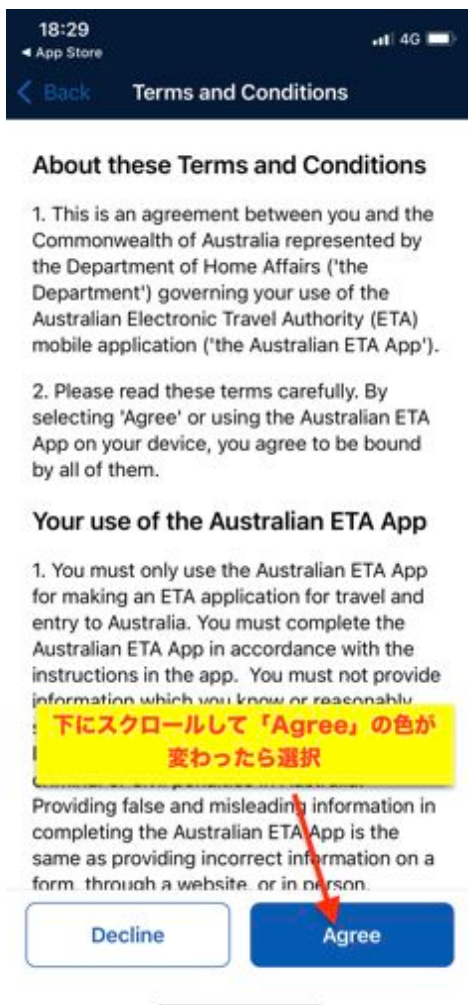 18:29
4G
◀ App Store
Back
Terms and Conditions
About these Terms and Conditions
1. This is an agreement between you and the
Commonwealth of Australia represented by
the Department of Home Affairs ('the
Department') governing your use of the
Australian Electronic Travel Authority (ETA)
mobile application ('the Australian ETA App').
2. Please read these terms carefully. By
selecting 'Agree' or using the Australian ETA
App on your device, you agree to be bound
by all of them.
Your use of the Australian ETA App
1. You must only use the Australian ETA App
for making an ETA application for travel and
entry to Australia. You must complete the
Australian ETA App in accordance with the
instructions in the app. You must not provide
information which you know or reasonably
下にスクロールして「Agree」の色が
変わったら選択
Providing false and misleading information in
completing the Australian ETA App is the
same as providing incorrect information on a
form, through a website, or in person.
Decline
Agree